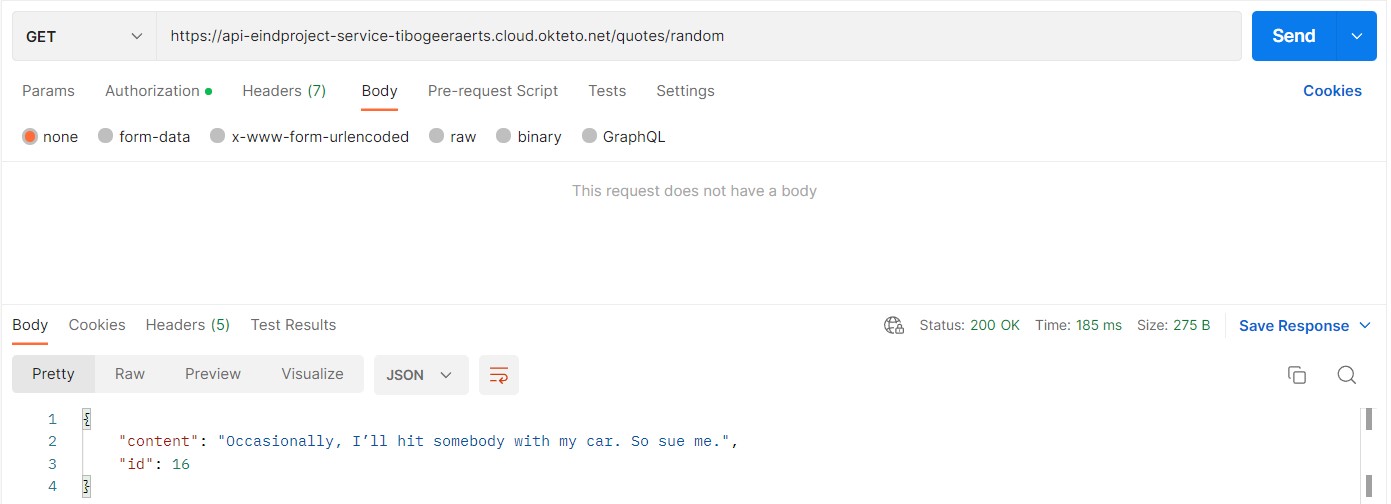 GET https://api-eindproject-service-tibogeeraerts.cloud.okteto.net/quotes/random Send
Params Authorization Headers (7) Body Pre-request Script Tests Settings Cookies
none form-data x-www-form-urlencoded raw binary GraphQL
This request does not have a body
Body Cookies Headers (5) Test Results Status: 200 OK Time: 185 ms Size: 275 B Save Response
Pretty Raw Preview Visualize JSON
1 {
2 "content": "Occasionally, I’ll hit somebody with my car. So sue me.",
3 "id": 16
4 }